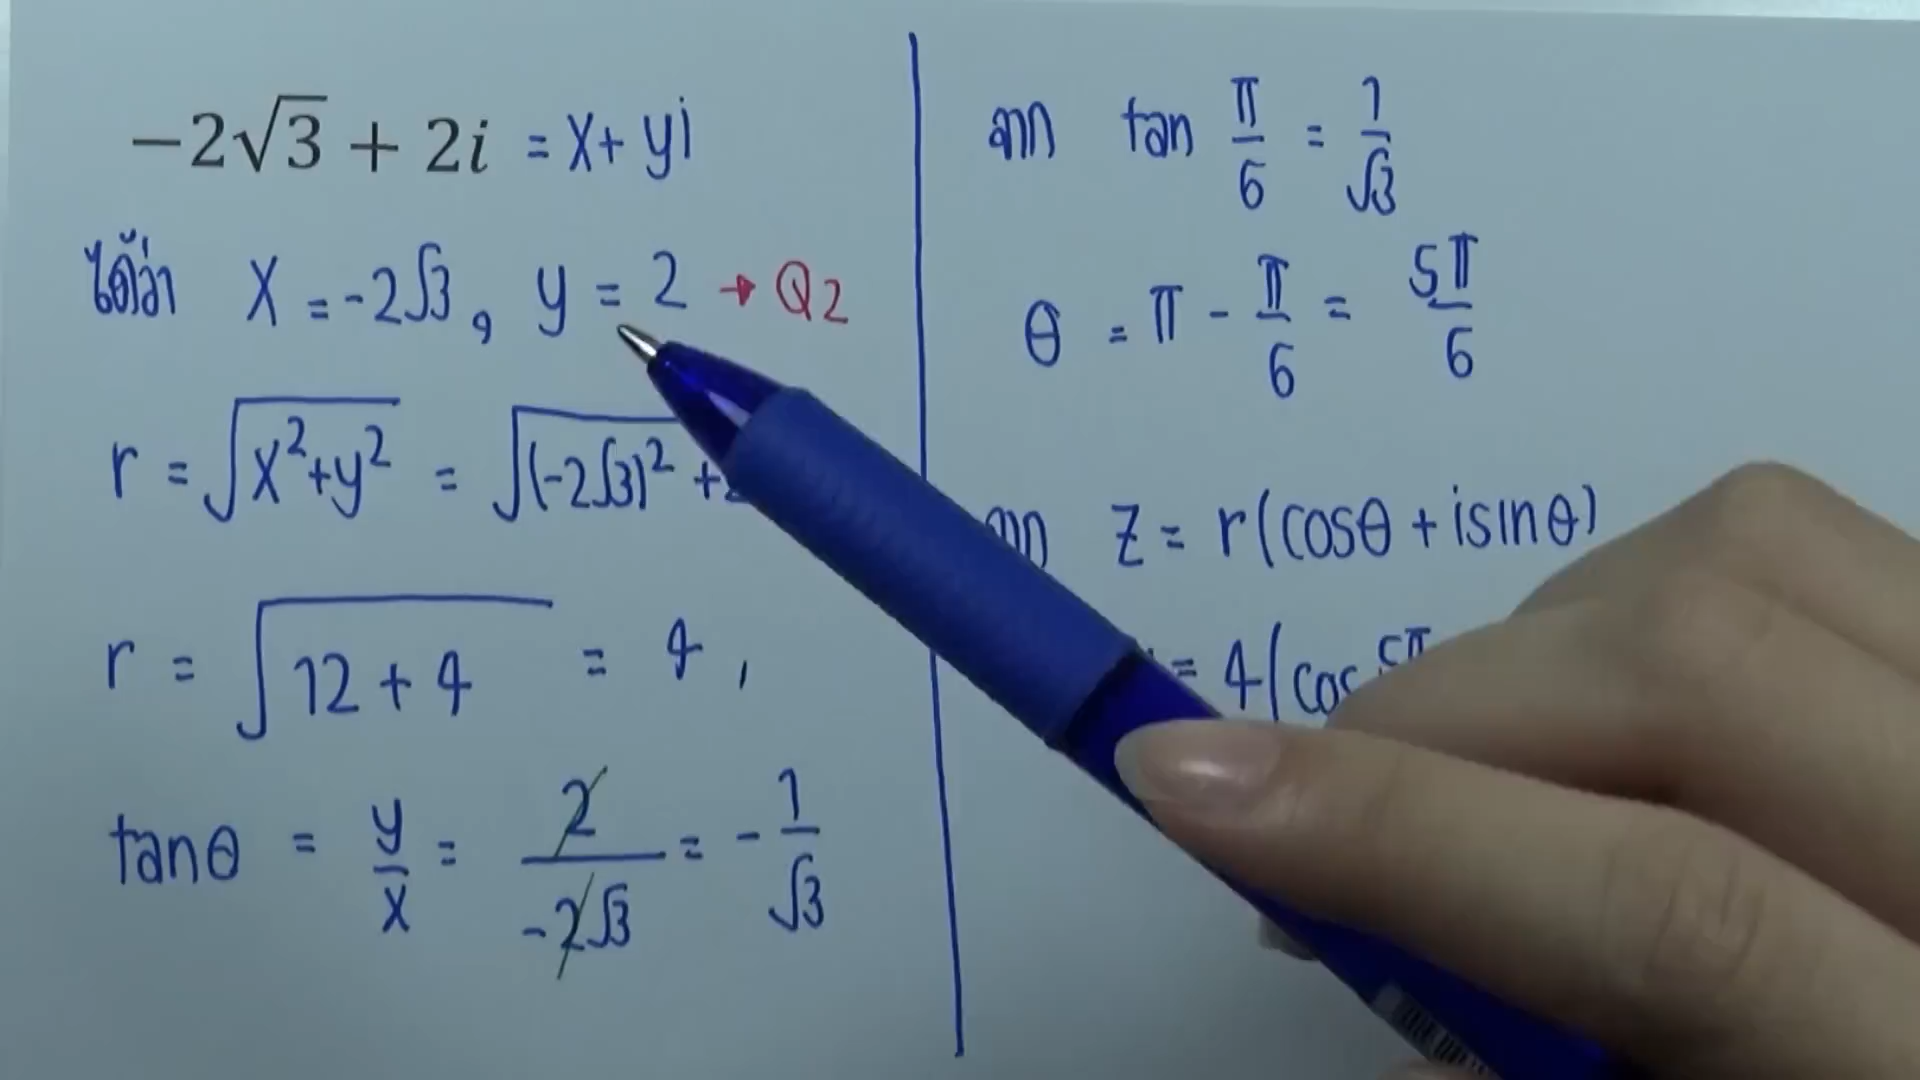 −2√3 + 2i = x + yi
ได้ว่า x = -2√3 , y = 2 → Q2
r = √(x²+y²) = √((-2√3)² +
r = √(12 + 4) = 4 ,
tanθ = y/x = 2/(-2√3) = - 1/√3
จาก tan π/6 = 1/√3
θ = π - π/6 = 5π/6
จาก z = r(cosθ + isinθ)
= 4(cos 5π